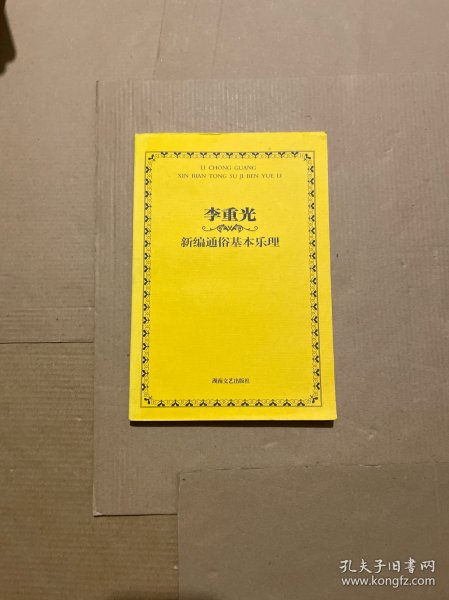 LI CHONG GUANG
XIN BIAN TONG SU JI BEN YUE LI
李重光
新编通俗基本乐理
湖南文艺出版社
孔夫子旧书网
www.kongfz.com